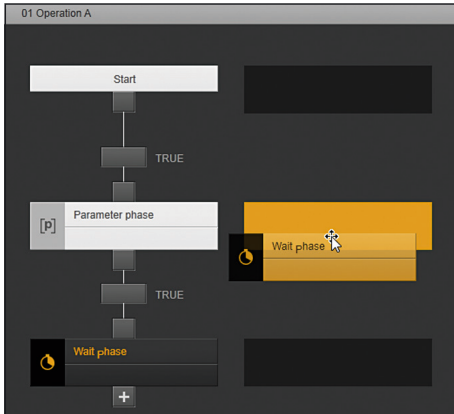 01 Operation A
Start
TRUE
[p]
Parameter phase
Wait phase
TRUE
Wait phase
+